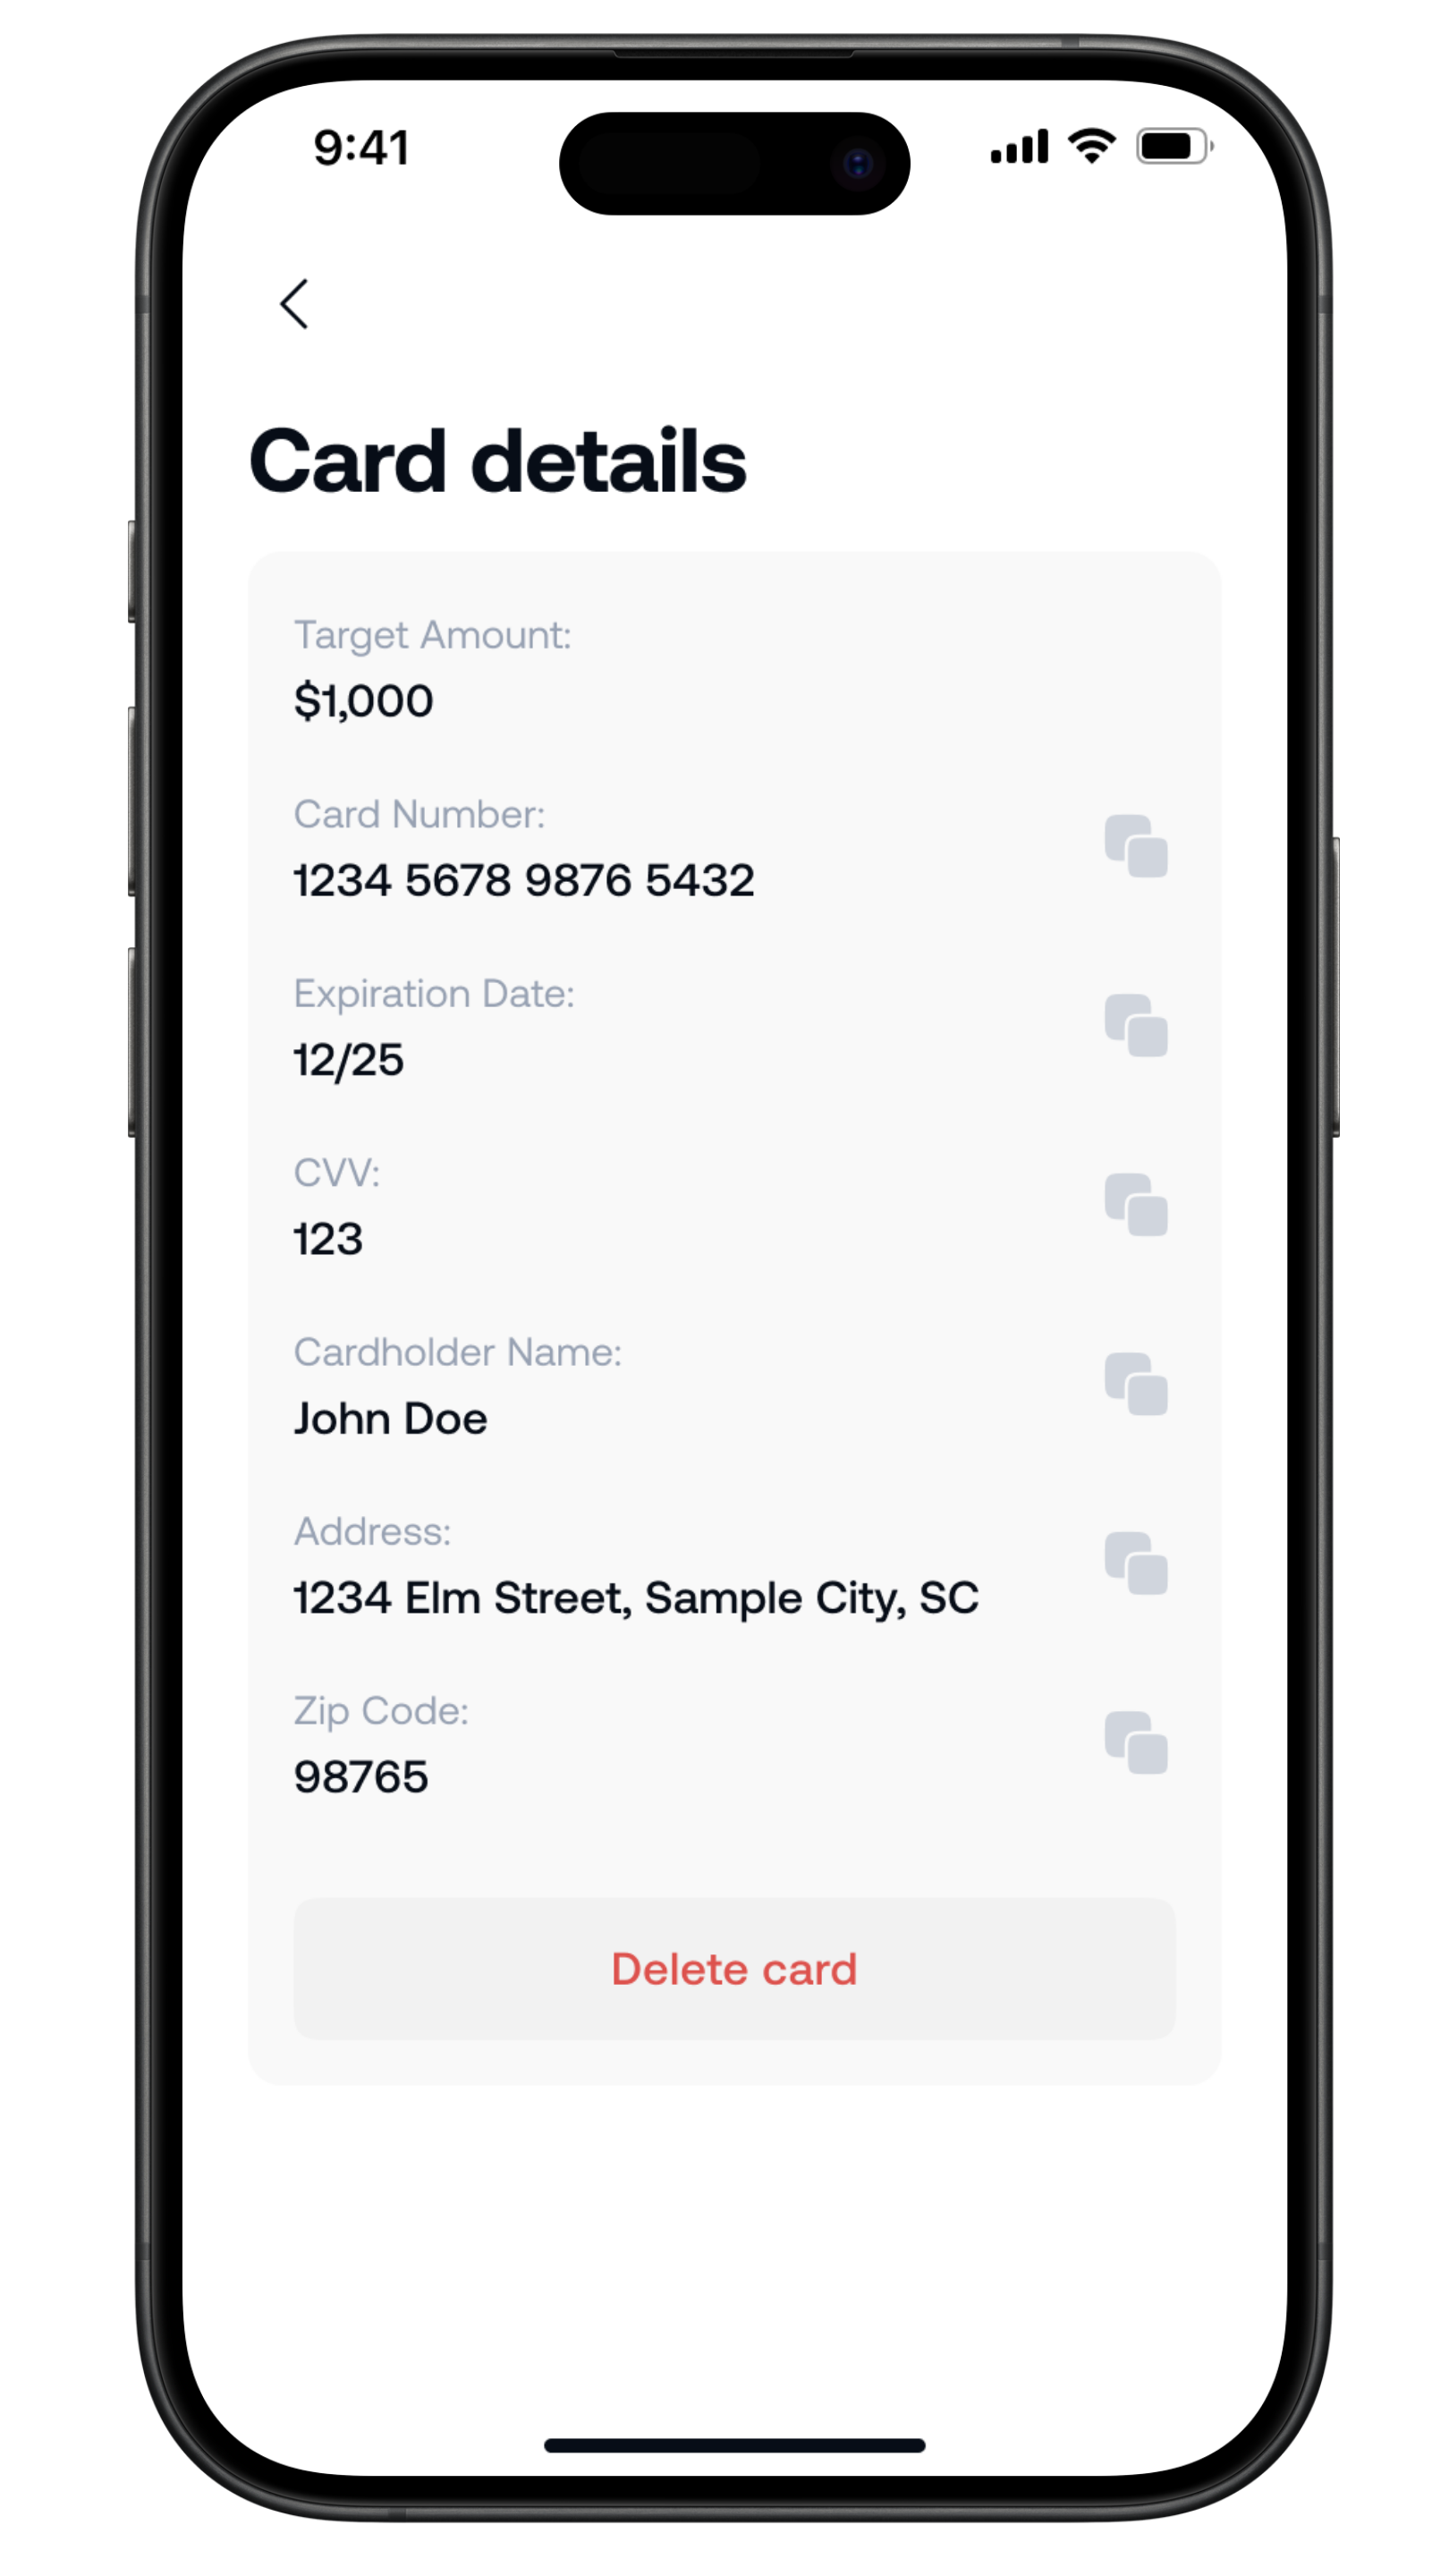 9:41
Card details
Target Amount:
$1,000
Card Number:
1234 5678 9876 5432
Expiration Date:
12/25
CVV:
123
Cardholder Name:
John Doe
Address:
1234 Elm Street, Sample City, SC
Zip Code:
98765
Delete card